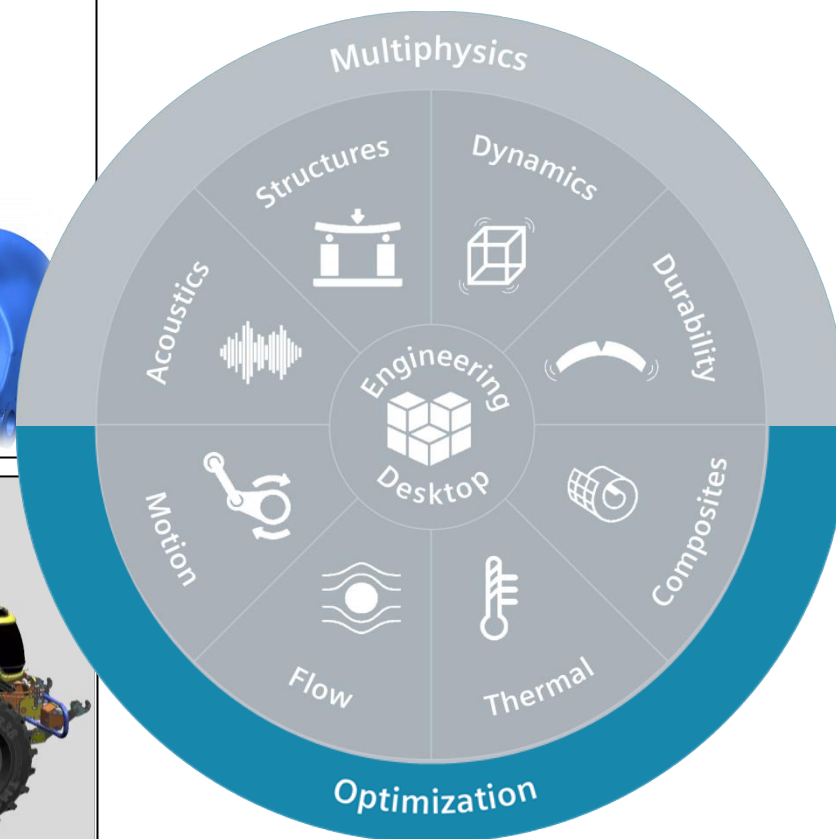 Multiphysics
Structures
Dynamics
Acoustics
Durability
Engineering
Desktop
Motion
Composites
Flow
Thermal
Optimization